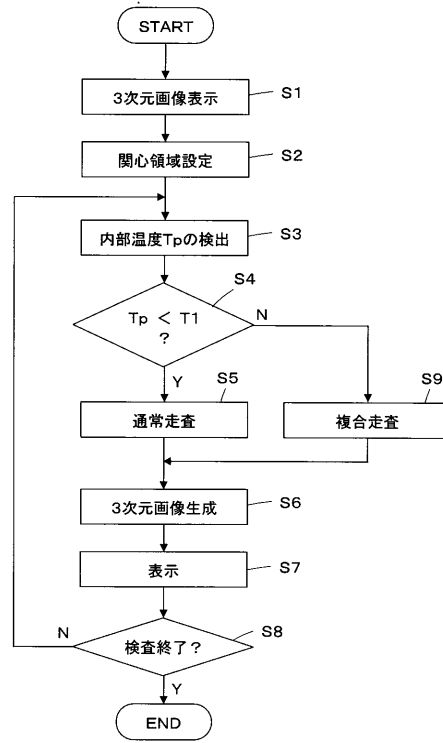 START
3次元画像表示
S1
関心領域設定
S2
内部温度Tpの検出
S3
S4
Tp < T1
?
N
Y
S5
通常走査
S9
複合走査
3次元画像生成
S6
表示
S7
N
検査終了?
S8
Y
END